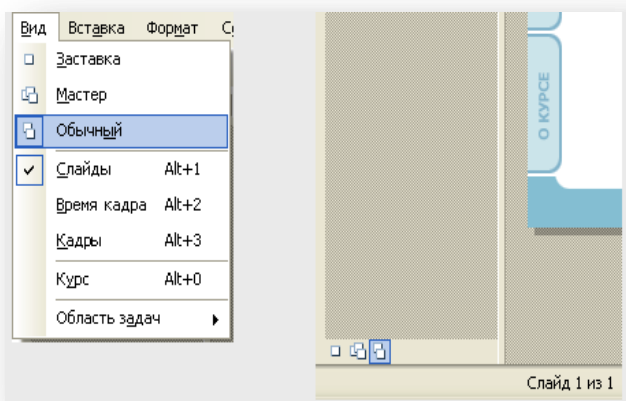 Вид Вставка Формат С
Заставка
Мастер
Обычный
Слайды Alt+1
Время кадра Alt+2
Кадры Alt+3
Курс Alt+0
Область задач
О КУРСЕ
Слайд 1 из 1